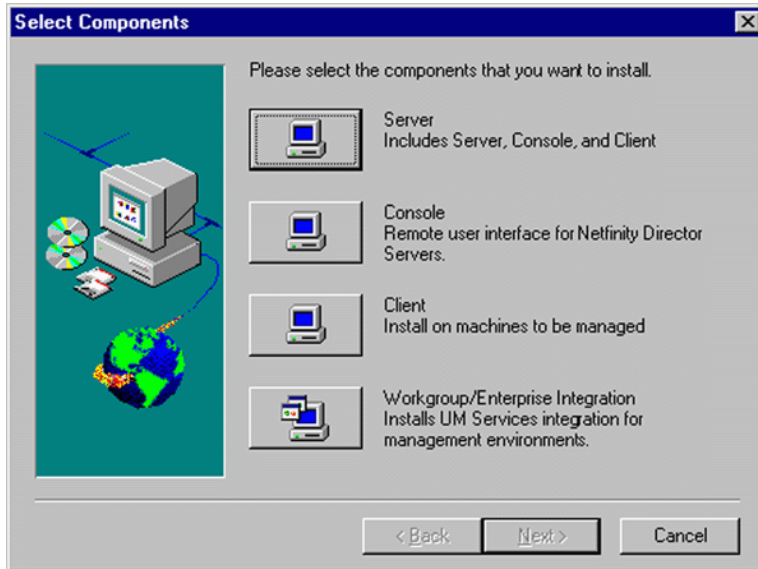 Select Components
Please select the components that you want to install.
Server
Includes Server, Console, and Client
Console
Remote user interface for Netfinity Director
Servers.
Client
Install on machines to be managed
Workgroup/Enterprise Integration
Installs UM Services integration for
management environments.
< Back
Next >
Cancel